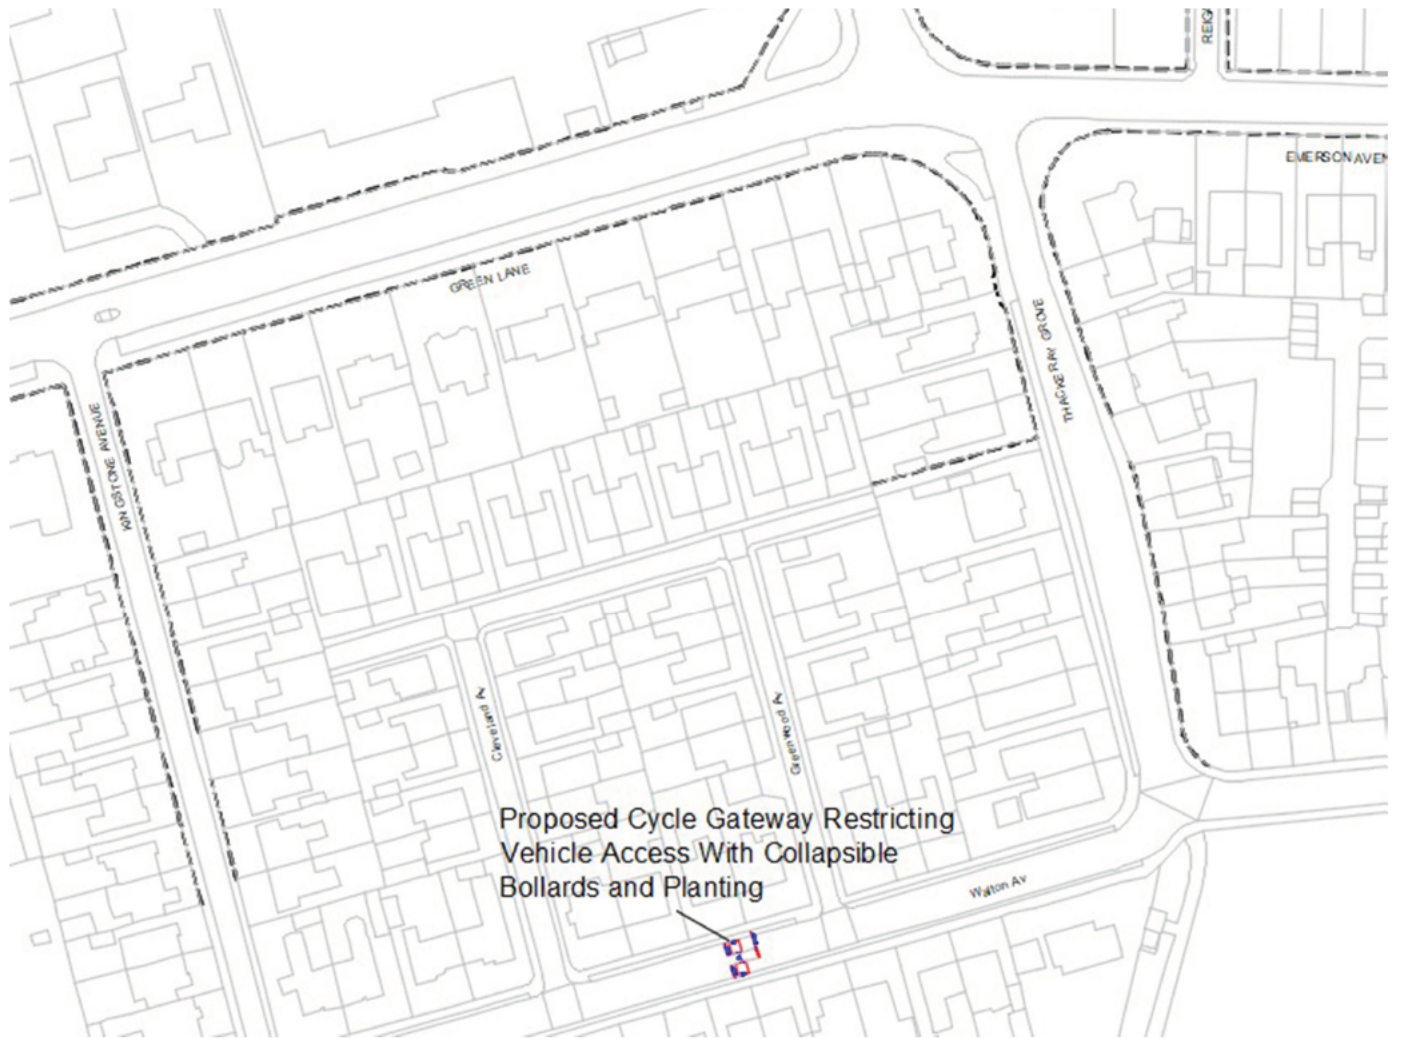 REIG
EMERSON AVEN
GREEN LANE
THACKERAY GROVE
KINGSTONE AVENUE
Cleveland Av
Greenwood Av
Proposed Cycle Gateway Restricting
Vehicle Access With Collapsible
Bollards and Planting
Walton Av